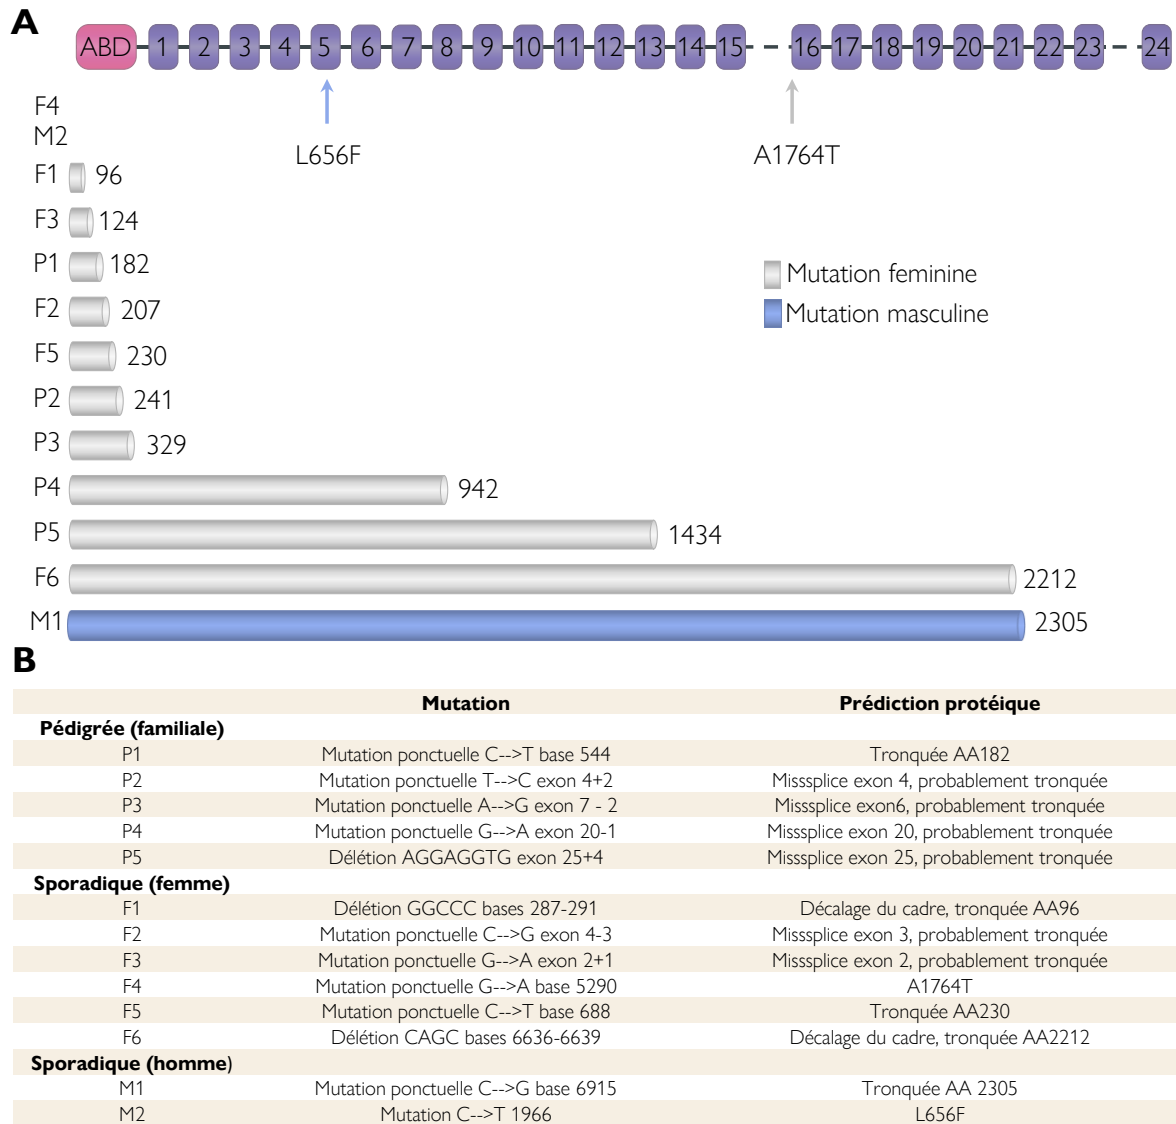 A
ABD 1 2 3 4 5 6 7 8 9 10 11 12 13 14 15 16 17 18 19 20 21 22 23 24
F4
M2
L656F A1764T
F1 96
F3 124
P1 182
Mutation feminine
F2 207
Mutation masculine
F5 230
P2 241
P3 329
P4 942
P5 1434
F6 2212
M1 2305
B
Mutation Prédiction protéique
Pédigrée (familiale)
P1 Mutation ponctuelle C-->T base 544 Tronquée AA182
P2 Mutation ponctuelle T-->C exon 4+2 Misssplice exon 4, probablement tronquée
P3 Mutation ponctuelle A-->G exon 7 - 2 Misssplice exon6, probablement tronquée
P4 Mutation ponctuelle G-->A exon 20-1 Misssplice exon 20, probablement tronquée
P5 Délétion AGGAGGTG exon 25+4 Misssplice exon 25, probablement tronquée
Sporadique (femme)
F1 Délétion GGCCC bases 287-291 Décalage du cadre, tronquée AA96
F2 Mutation ponctuelle C-->G exon 4-3 Misssplice exon 3, probablement tronquée
F3 Mutation ponctuelle G-->A exon 2+1 Misssplice exon 2, probablement tronquée
F4 Mutation ponctuelle G-->A base 5290 A1764T
F5 Mutation ponctuelle C-->T base 688 Tronquée AA230
F6 Délétion CAGC bases 6636-6639 Décalage du cadre, tronquée AA2212
Sporadique (homme)
M1 Mutation ponctuelle C-->G base 6915 Tronquée AA 2305
M2 Mutation C-->T 1966 L656F